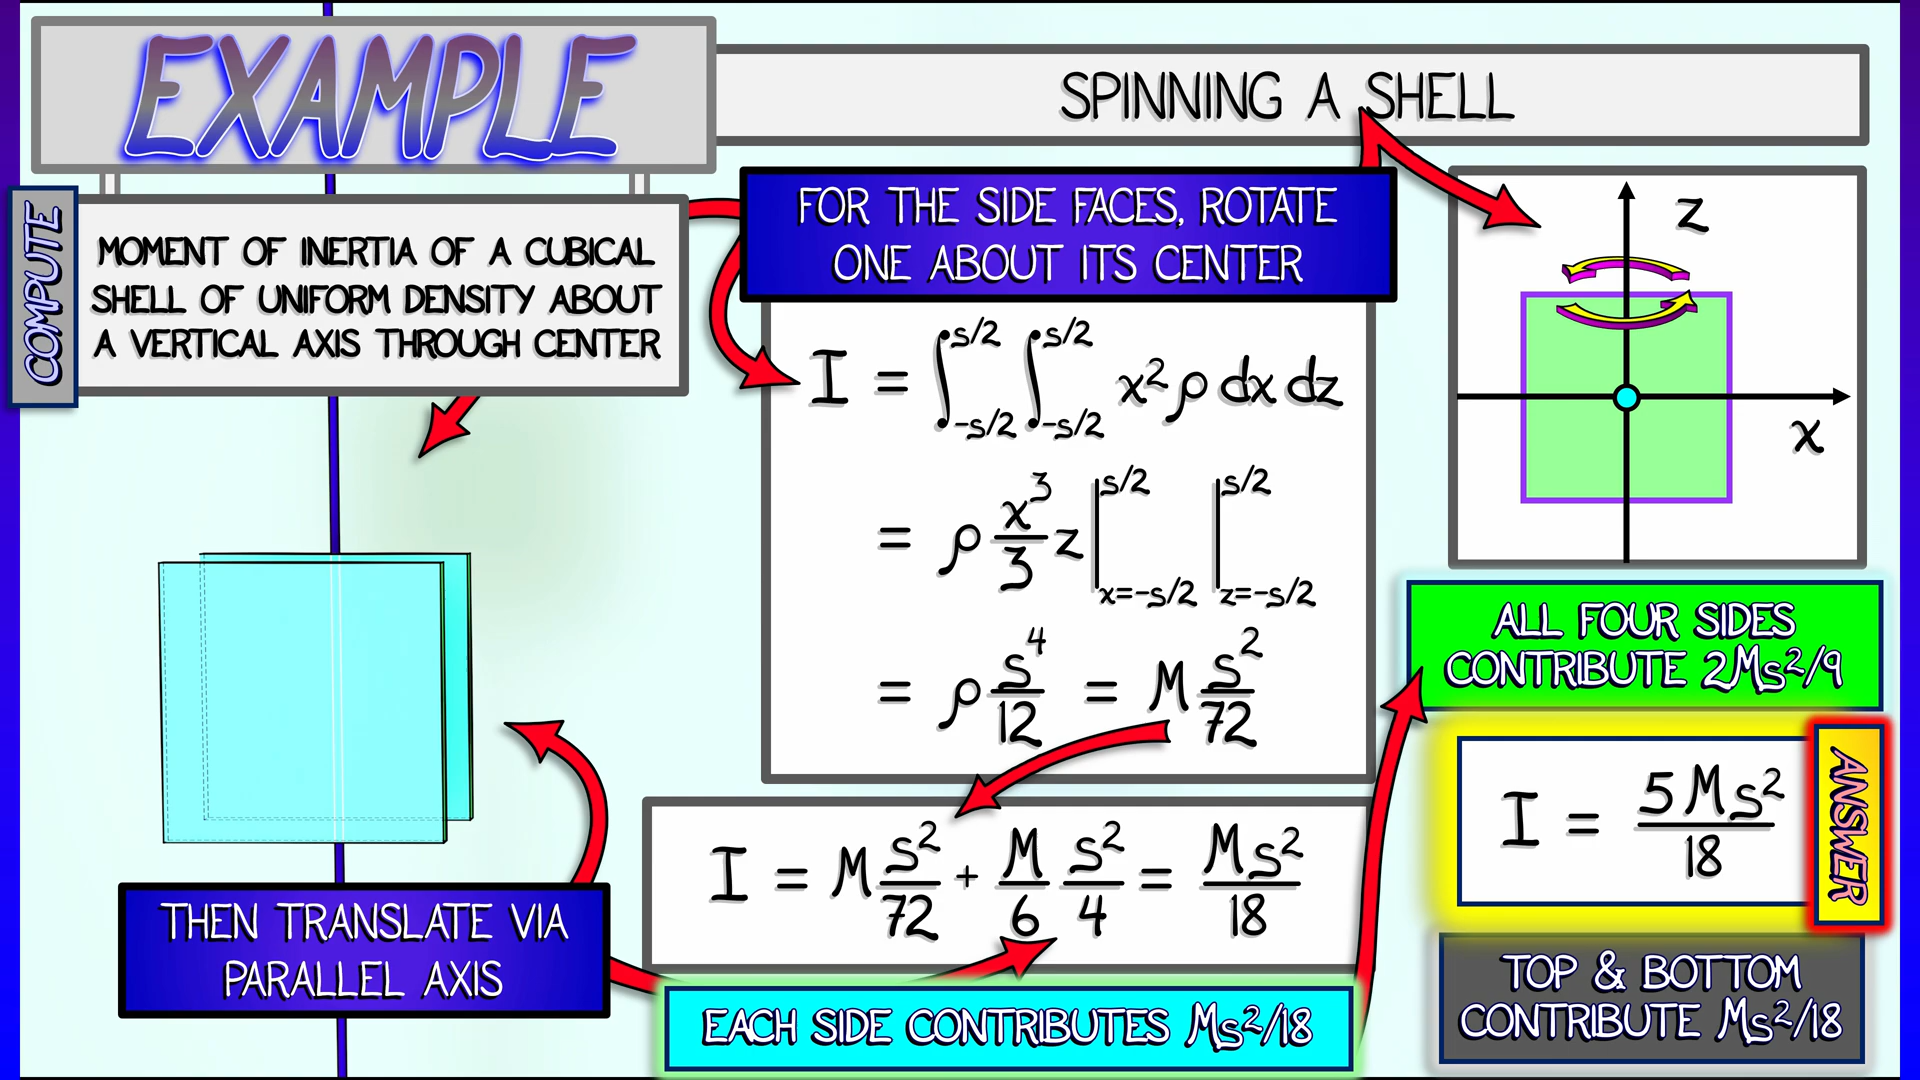 EXAMPLE
SPINNING A SHELL
COMPUTE
MOMENT OF INERTIA OF A CUBICAL
SHELL OF UNIFORM DENSITY ABOUT
A VERTICAL AXIS THROUGH CENTER
FOR THE SIDE FACES, ROTATE
ONE ABOUT ITS CENTER
I = ∫_{-s/2}^{s/2} ∫_{-s/2}^{s/2} x² ρ dx dz
= ρ x³/3 z |_{x=-s/2}^{s/2} |_{z=-s/2}^{s/2}
= ρ s⁴/12 = M s²/72
z
x
THEN TRANSLATE VIA
PARALLEL AXIS
I = M s²/72 + M/6 s²/4 = Ms²/18
EACH SIDE CONTRIBUTES Ms²/18
ALL FOUR SIDES
CONTRIBUTE 2Ms²/9
I = 5Ms²/18
ANSWER
TOP & BOTTOM
CONTRIBUTE Ms²/18